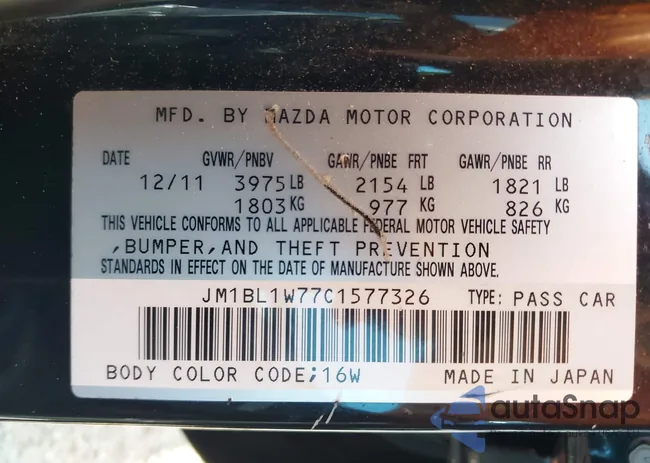 MFD. BY MAZDA MOTOR CORPORATION
DATE GVWR/PNBV GAWR/PNBE FRT GAWR/PNBE RR
12/11 3975 LB 2154 LB 1821 LB
1803 KG 977 KG 826 KG
THIS VEHICLE CONFORMS TO ALL APPLICABLE FEDERAL MOTOR VEHICLE SAFETY
,BUMPER,AND THEFT PREVENTION
STANDARDS IN EFFECT ON THE DATE OF MANUFACTURE SHOWN ABOVE.
JM1BL1W77C1577326 TYPE: PASS CAR
BODY COLOR CODE;16W MADE IN JAPAN
autoSnap